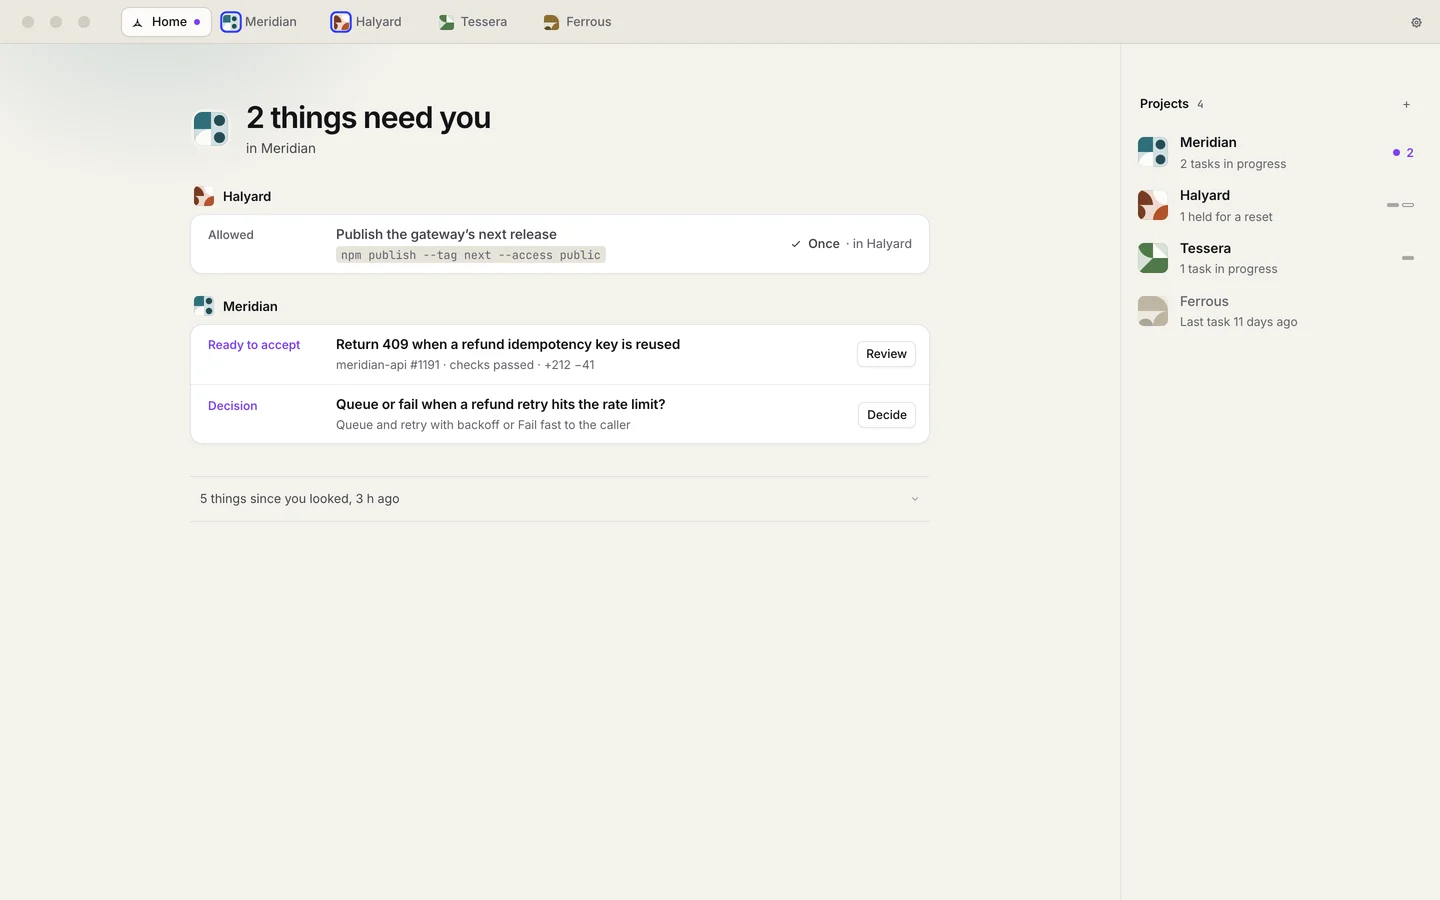 Home
Meridian
Halyard
Tessera
Ferrous
2 things need you
in Meridian
Halyard
Allowed
Publish the gateway’s next release
npm publish --tag next --access public
Once · in Halyard
Meridian
Ready to accept
Return 409 when a refund idempotency key is reused
meridian-api #1191 · checks passed · +212 −41
Review
Decision
Queue or fail when a refund retry hits the rate limit?
Queue and retry with backoff or Fail fast to the caller
Decide
5 things since you looked, 3 h ago
Projects 4
+
Meridian
2 tasks in progress
2
Halyard
1 held for a reset
Tessera
1 task in progress
Ferrous
Last task 11 days ago